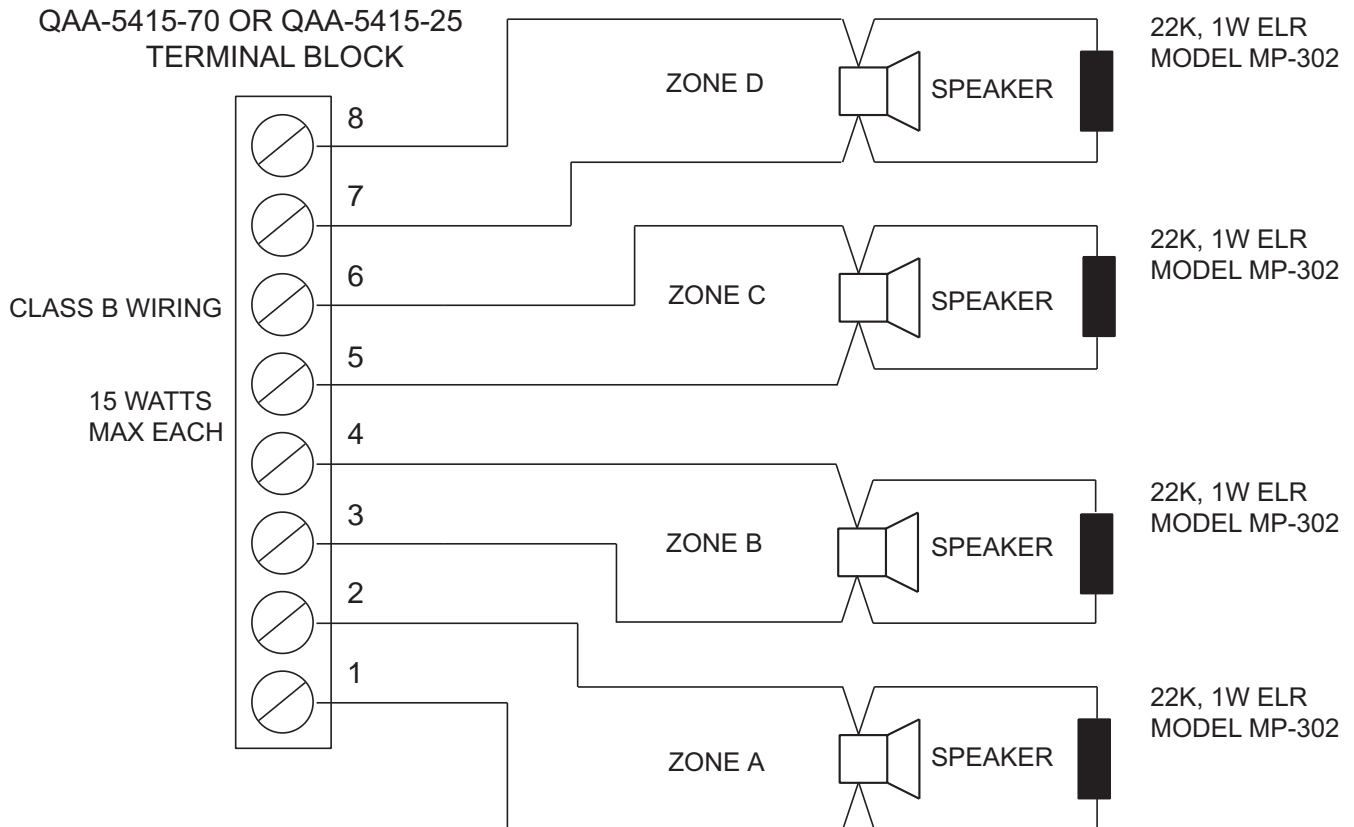 QAA-5415-70 OR QAA-5415-25
TERMINAL BLOCK
22K, 1W ELR
MODEL MP-302
ZONE D
SPEAKER
8
7
22K, 1W ELR
MODEL MP-302
6
ZONE C
SPEAKER
CLASS B WIRING
5
15 WATTS
MAX EACH
4
22K, 1W ELR
MODEL MP-302
3
ZONE B
SPEAKER
2
1
22K, 1W ELR
MODEL MP-302
ZONE A
SPEAKER